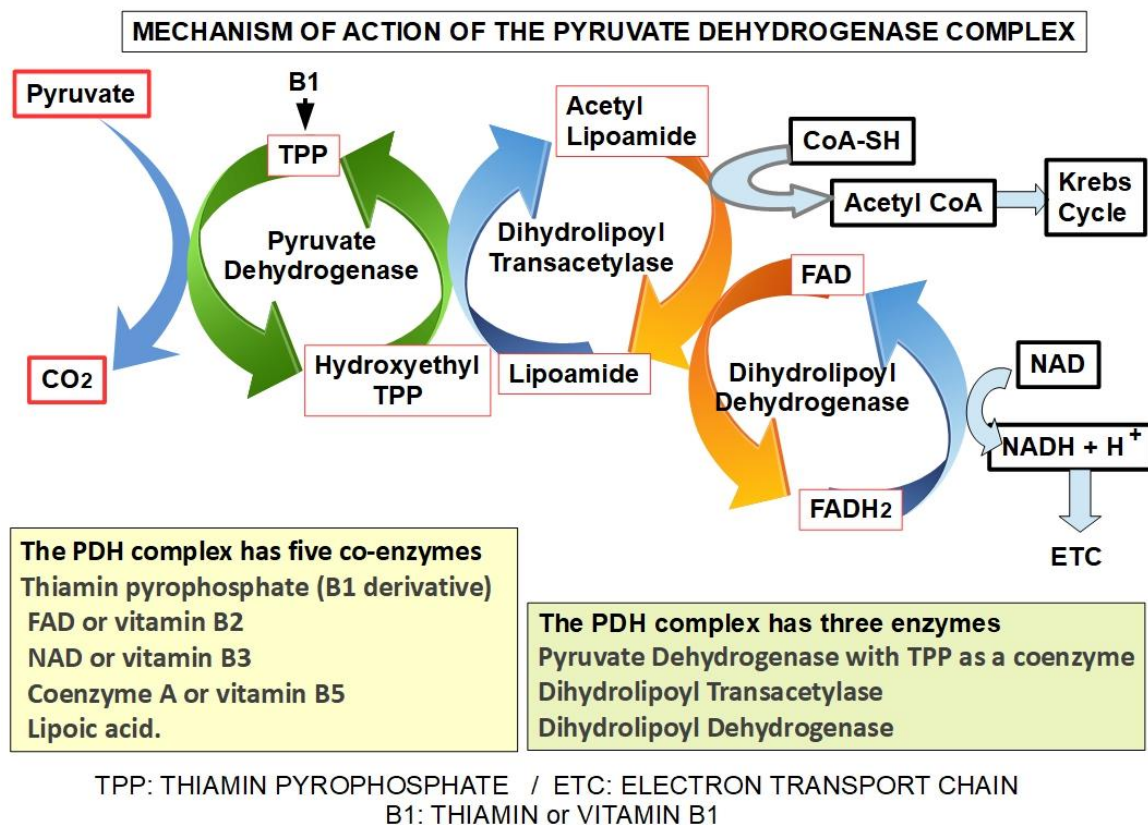 MECHANISM OF ACTION OF THE PYRUVATE DEHYDROGENASE COMPLEX
Pyruvate
B1
TPP
Acetyl
Lipoamide
CoA-SH
Acetyl CoA
Krebs
Cycle
Pyruvate
Dehydrogenase
Dihydrolipoyl
Transacetylase
FAD
CO2
Hydroxyethyl
TPP
Lipoamide
Dihydrolipoyl
Dehydrogenase
NAD
NADH + H+
FADH2
ETC
The PDH complex has five co-enzymes
Thiamin pyrophosphate (B1 derivative)
FAD or vitamin B2
NAD or vitamin B3
Coenzyme A or vitamin B5
Lipoic acid.
The PDH complex has three enzymes
Pyruvate Dehydrogenase with TPP as a coenzyme
Dihydrolipoyl Transacetylase
Dihydrolipoyl Dehydrogenase
TPP: THIAMIN PYROPHOSPHATE / ETC: ELECTRON TRANSPORT CHAIN
B1: THIAMIN or VITAMIN B1